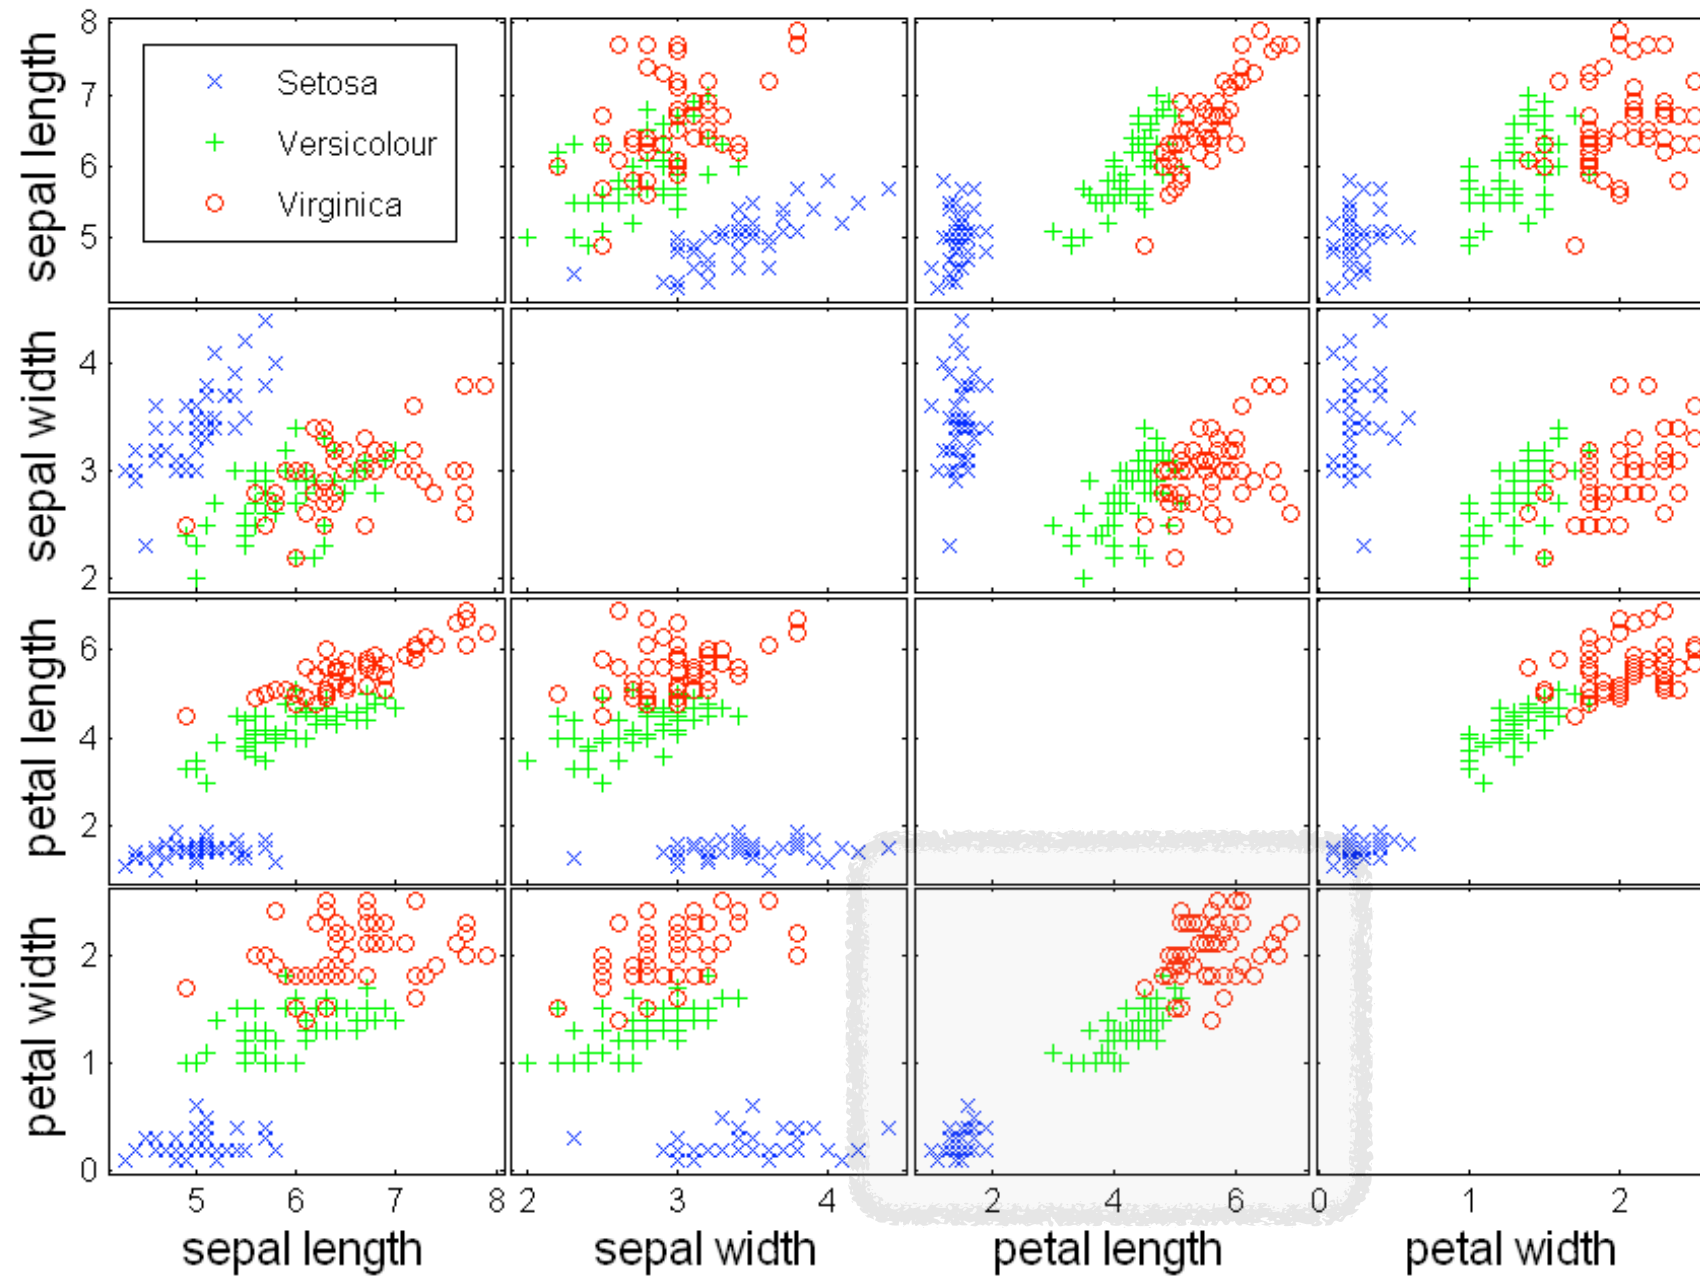 8
7
6
5
sepal length
Setosa
Versicolour
Virginica
4
3
2
sepal width
6
4
2
petal length
2
1
0
petal width
5 6 7 8 2 3 4 2 4 6 0 1 2
sepal length sepal width petal length petal width